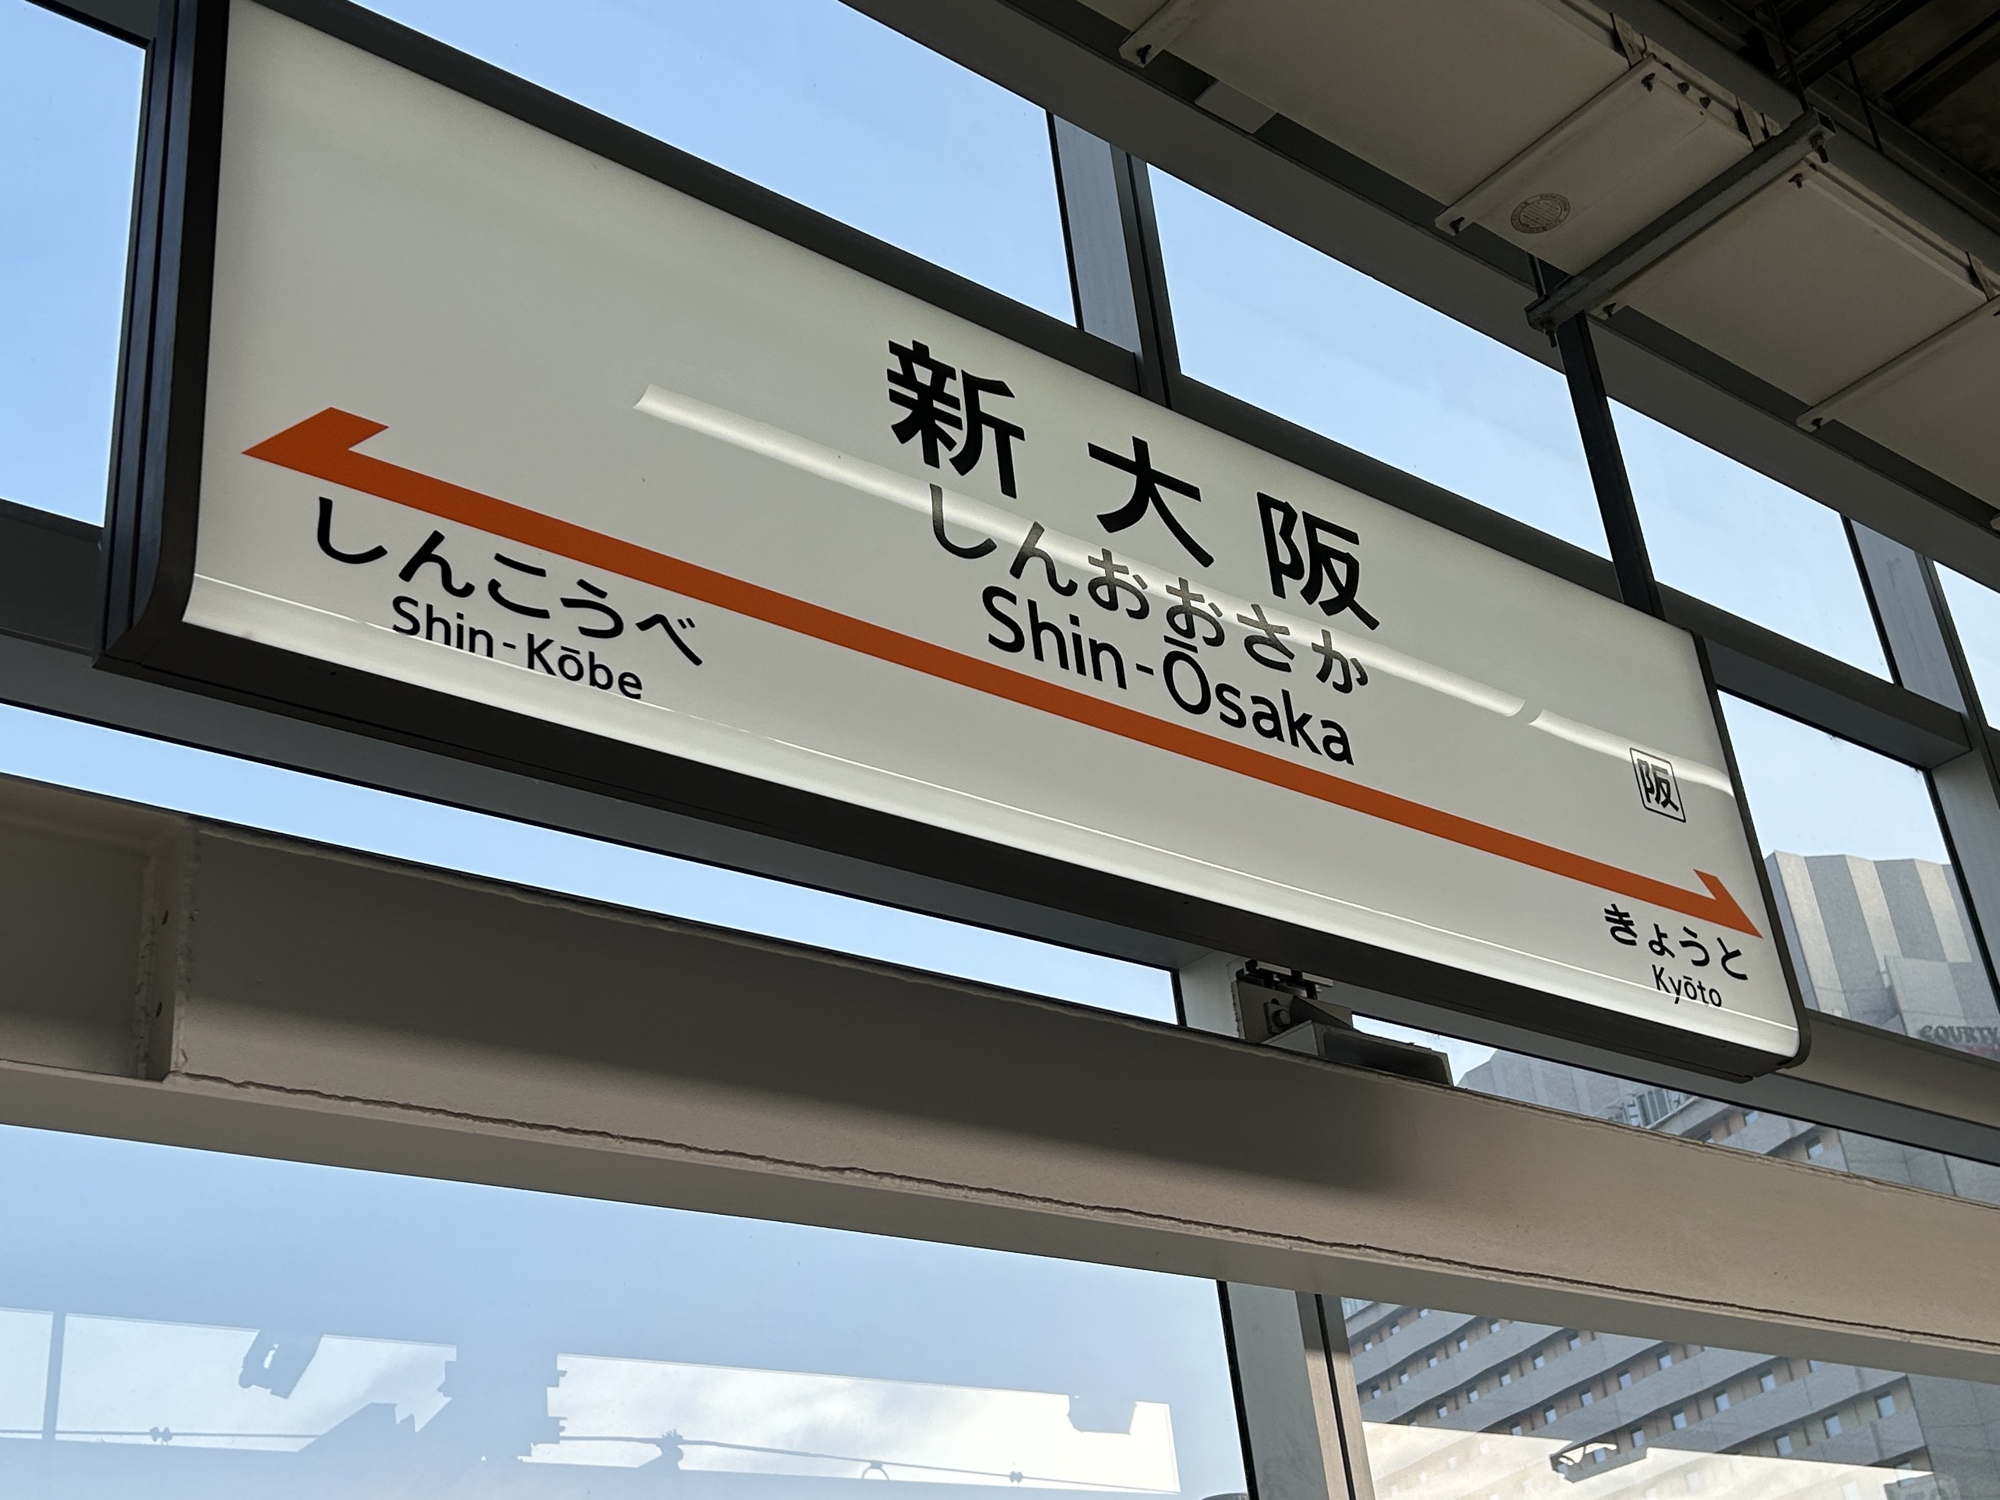 新大阪
しんおおさか
Shin-Ōsaka
阪
しんこうべ
Shin-Kōbe
きょうと
Kyōto